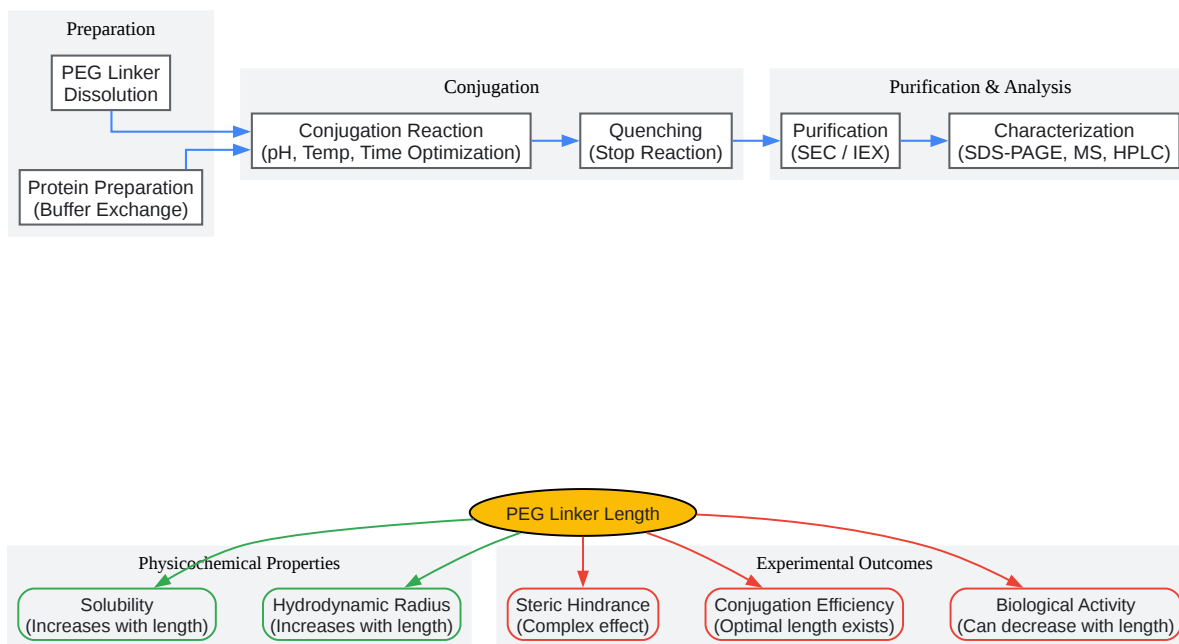 Preparation
PEG Linker
Dissolution
Protein Preparation
(Buffer Exchange)
Conjugation
Conjugation Reaction
(pH, Temp, Time Optimization)
Quenching
(Stop Reaction)
Purification & Analysis
Purification
(SEC / IEX)
Characterization
(SDS-PAGE, MS, HPLC)
PEG Linker Length
Physicochemical Properties
Solubility
(Increases with length)
Hydrodynamic Radius
(Increases with length)
Experimental Outcomes
Steric Hindrance
(Complex effect)
Conjugation Efficiency
(Optimal length exists)
Biological Activity
(Can decrease with length)